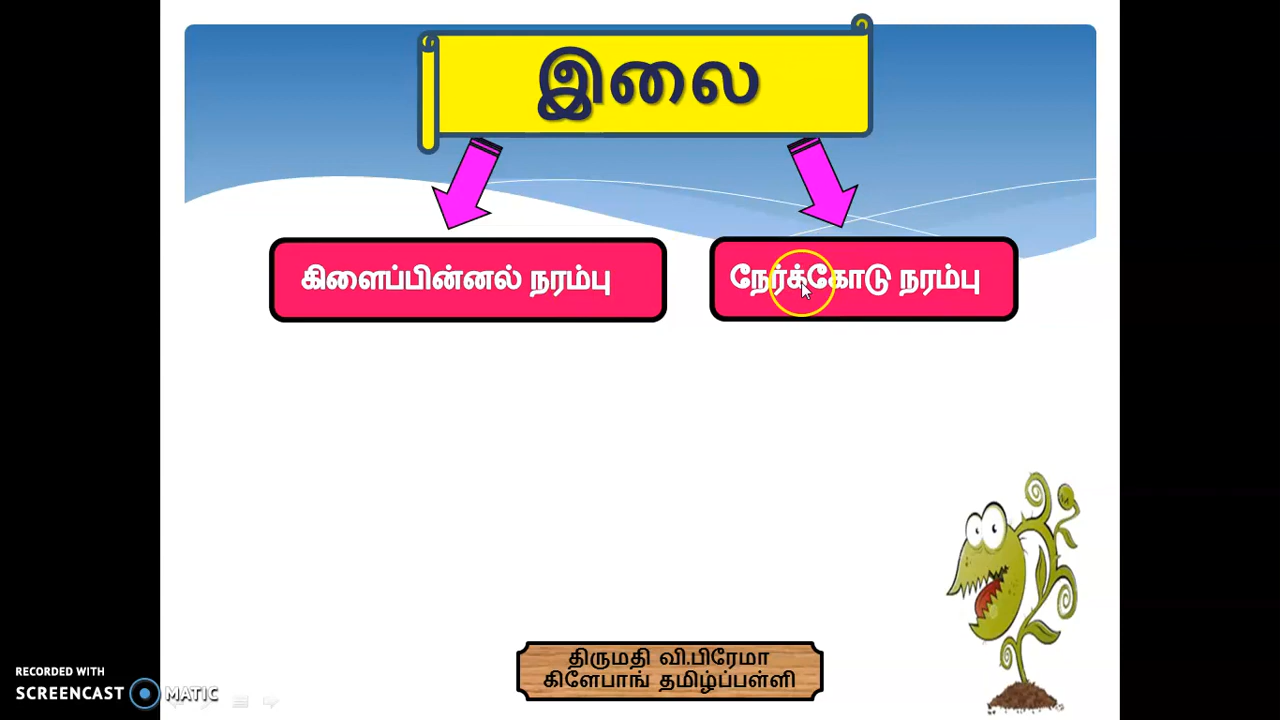 இலை
கிளைப்பின்னல் நரம்பு
நேர்க்கோடு நரம்பு
திருமதி வி.பிரேமா
கிளேபாங் தமிழ்ப்பள்ளி
RECORDED WITH
SCREENCAST MATIC